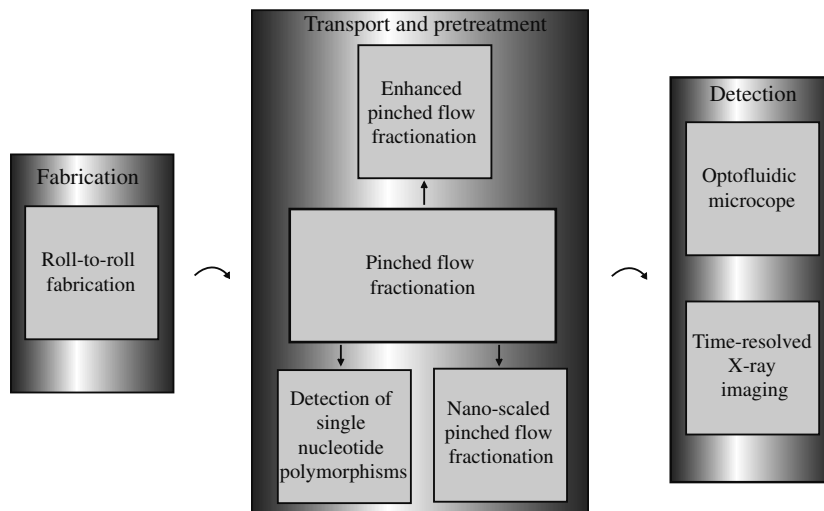 Fabrication
Roll-to-roll
fabrication
Transport and pretreatment
Enhanced
pinched flow
fractionation
Pinched flow
fractionation
Detection of
single
nucleotide
polymorphisms
Nano-scaled
pinched flow
fractionation
Detection
Optofluidic
microcope
Time-resolved
X-ray
imaging